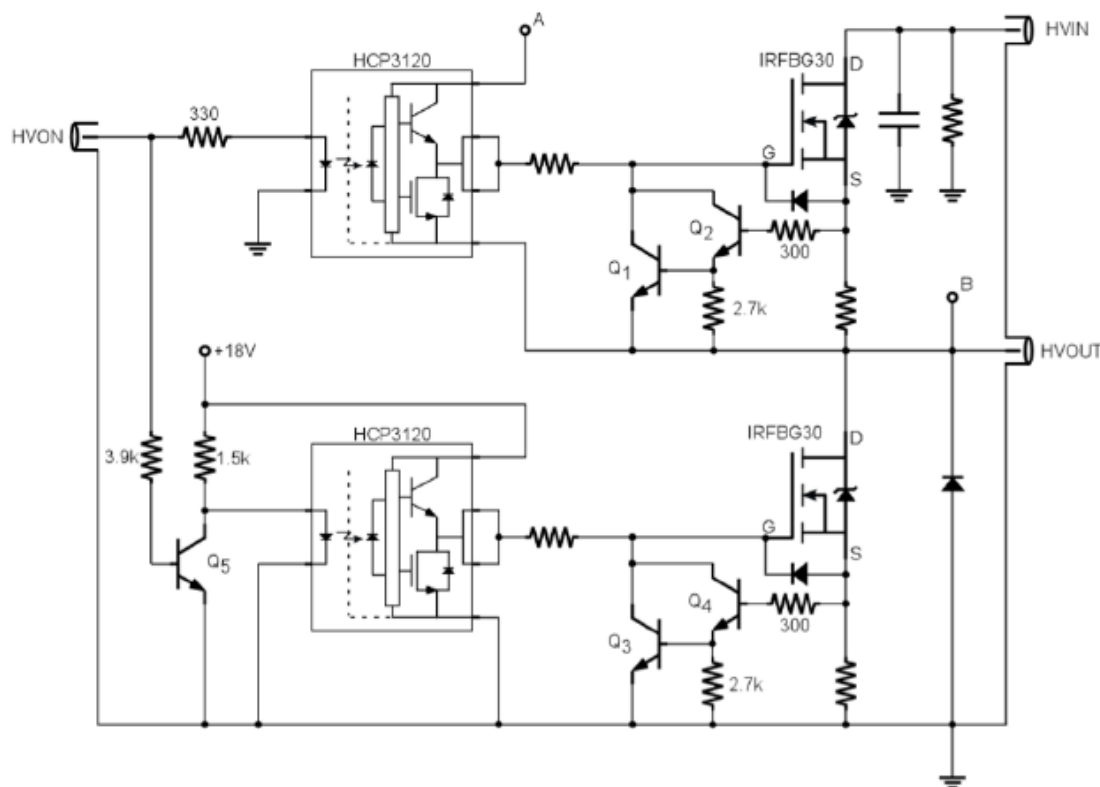 A
HVIN
HCP3120
IRFBG30
D
330
HVON
G
S
Q2
300
Q1
B
2.7k
+18V
HVOUT
HCP3120
IRFBG30
D
3.9k
1.5k
G
Q5
S
Q4
300
Q3
2.7k